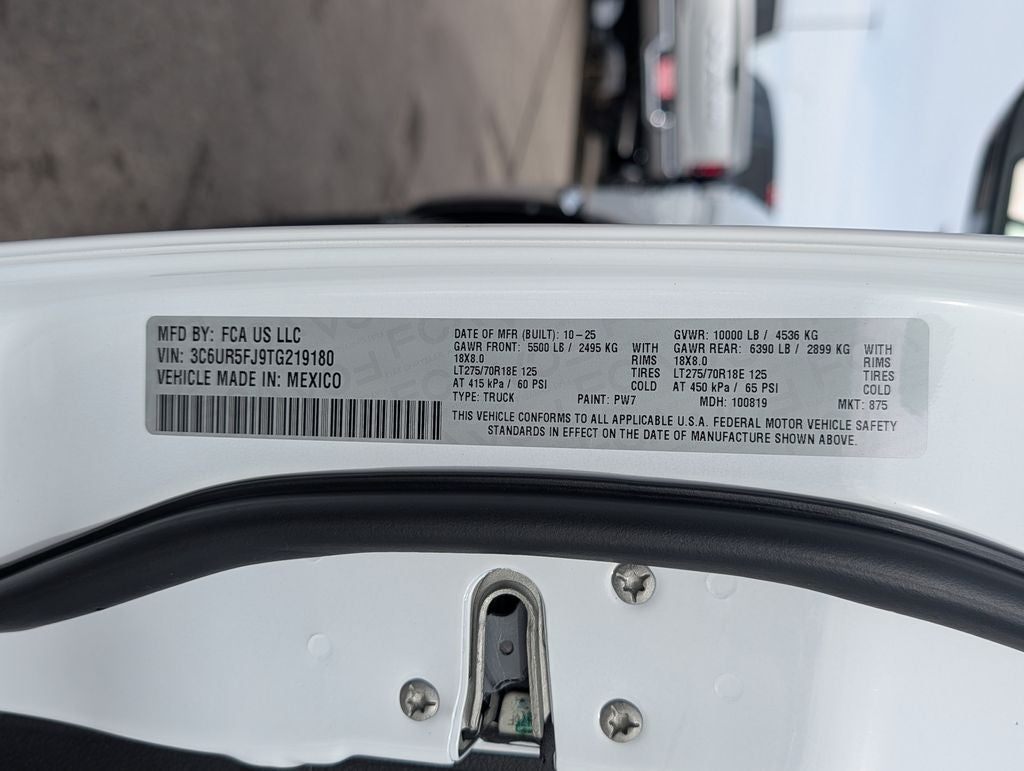 MFD BY: FCA US LLC
VIN: 3C6UR5FJ9TG219180
VEHICLE MADE IN: MEXICO
DATE OF MFR (BUILT): 10-25
GAWR FRONT: 5500 LB / 2495 KG WITH
18X8.0 RIMS
LT275/70R18E 125 TIRES
AT 415 kPa / 60 PSI COLD
TYPE: TRUCK PAINT: PW7
GVWR: 10000 LB / 4536 KG
GAWR REAR: 6390 LB / 2899 KG WITH
18X8.0 RIMS
LT275/70R18E 125 TIRES
AT 450 kPa / 65 PSI COLD
MDH: 100819 MKT: 875
THIS VEHICLE CONFORMS TO ALL APPLICABLE U.S.A. FEDERAL MOTOR VEHICLE SAFETY
STANDARDS IN EFFECT ON THE DATE OF MANUFACTURE SHOWN ABOVE.